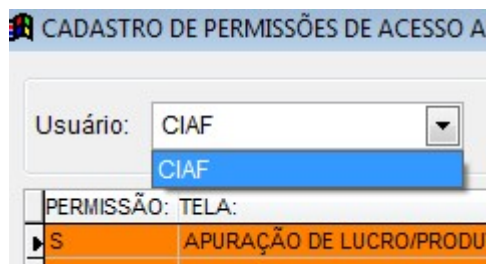 CADASTRO DE PERMISSÕES DE ACESSO A
Usuário: CIAF
CIAF
PERMISSÃO: TELA:
S APURAÇÃO DE LUCRO/PRODU